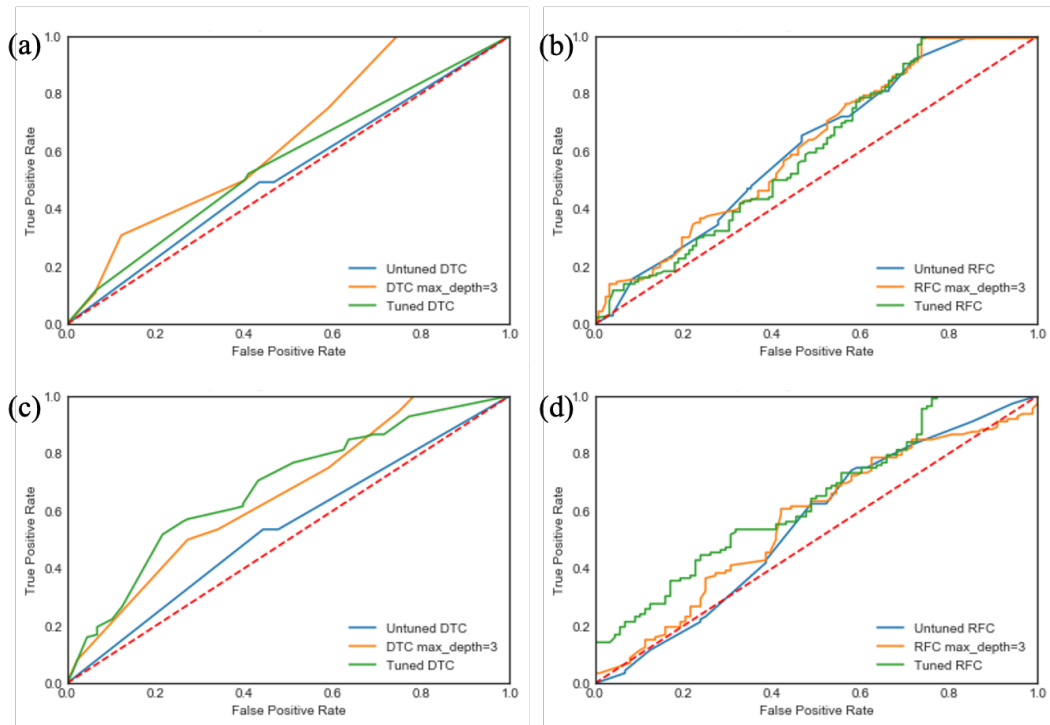 (a)
1.0
0.8
0.6
0.4
0.2
0.0
True Positive Rate
Untuned DTC
DTC max_depth=3
Tuned DTC
0.0 0.2 0.4 0.6 0.8 1.0
False Positive Rate
(b)
1.0
0.8
0.6
0.4
0.2
0.0
True Positive Rate
Untuned RFC
RFC max_depth=3
Tuned RFC
0.0 0.2 0.4 0.6 0.8 1.0
False Positive Rate
(c)
1.0
0.8
0.6
0.4
0.2
0.0
True Positive Rate
Untuned DTC
DTC max_depth=3
Tuned DTC
0.0 0.2 0.4 0.6 0.8 1.0
False Positive Rate
(d)
1.0
0.8
0.6
0.4
0.2
0.0
True Positive Rate
Untuned RFC
RFC max_depth=3
Tuned RFC
0.0 0.2 0.4 0.6 0.8 1.0
False Positive Rate